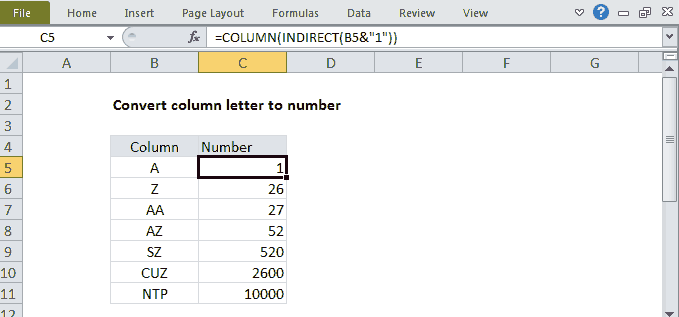 File Home Insert Page Layout Formulas Data Review View ?
C5 fx =COLUMN(INDIRECT(B5&"1"))
A B C D E F G
1
2 Convert column letter to number
3
4 Column Number
5 A 1
6 Z 26
7 AA 27
8 AZ 52
9 SZ 520
10 CUZ 2600
11 NTP 10000
12